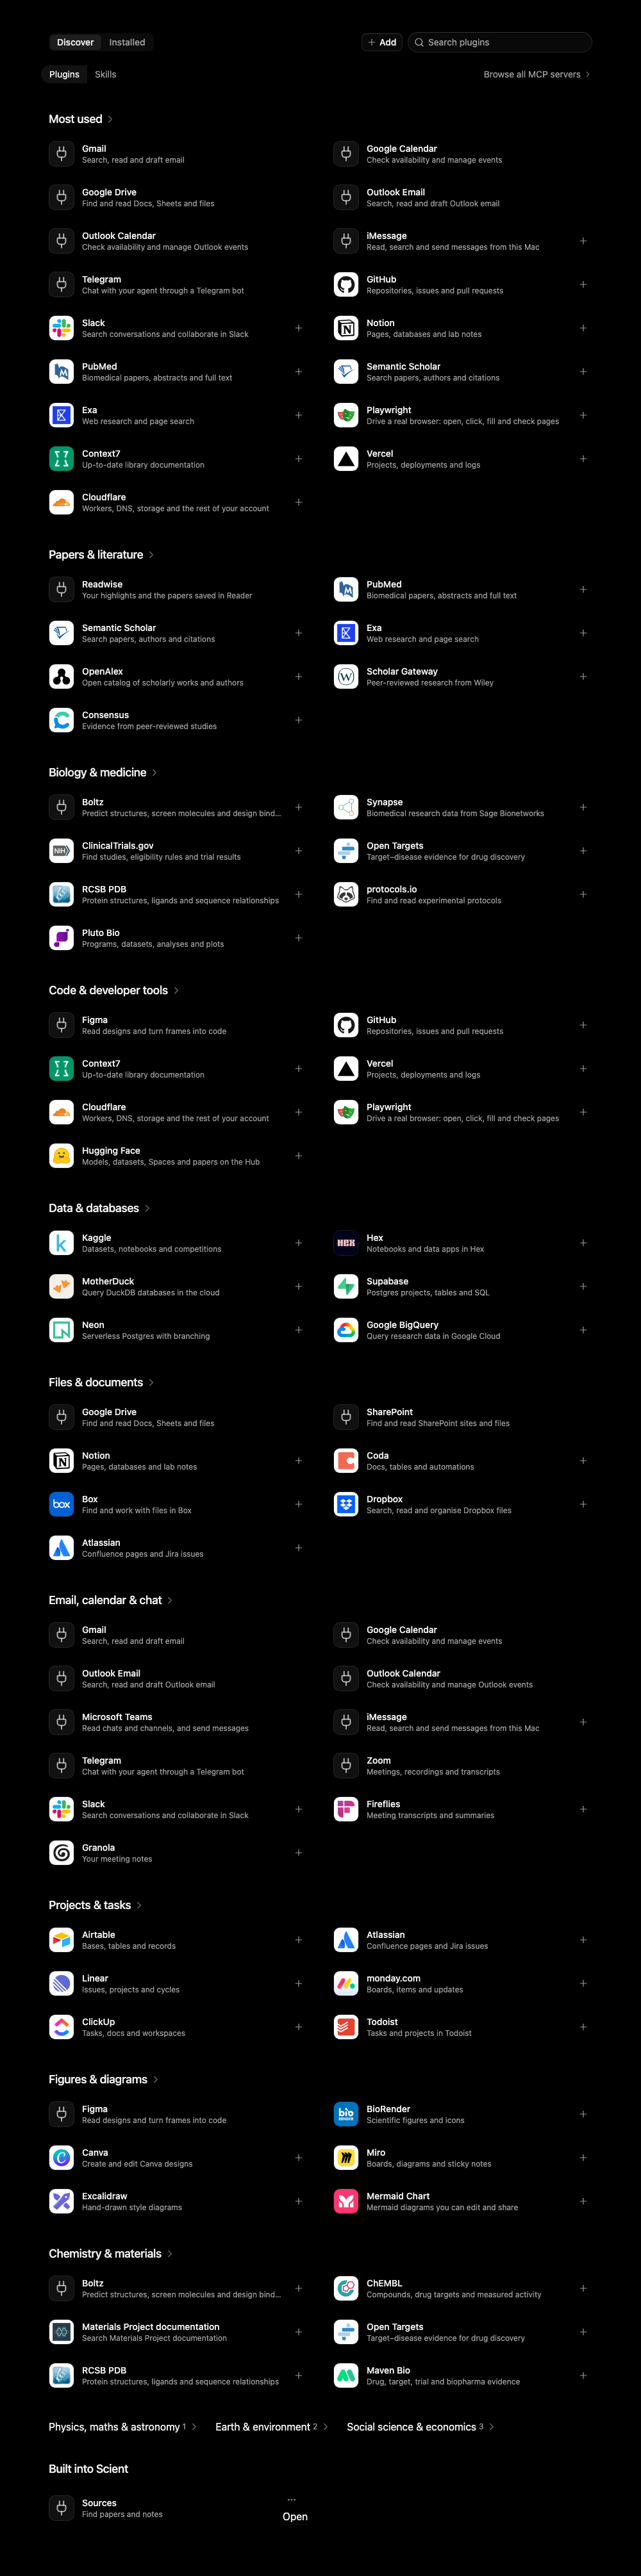 Discover
Installed
Add
Search plugins
Plugins
Skills
Browse all MCP servers
Most used
Gmail
Search, read and draft email
Google Calendar
Check availability and manage events
Google Drive
Find and read Docs, Sheets and files
Outlook Email
Search, read and draft Outlook email
Outlook Calendar
Check availability and manage Outlook events
iMessage
Read, search and send messages from this Mac
Telegram
Chat with your agent through a Telegram bot
GitHub
Repositories, issues and pull requests
Slack
Search conversations and collaborate in Slack
Notion
Pages, databases and lab notes
PubMed
Biomedical papers, abstracts and full text
Semantic Scholar
Search papers, authors and citations
Exa
Web research and page search
Playwright
Drive a real browser: open, click, fill and check pages
Context7
Up-to-date library documentation
Vercel
Projects, deployments and logs
Cloudflare
Workers, DNS, storage and the rest of your account
Papers & literature
Readwise
Your highlights and the papers saved in Reader
PubMed
Biomedical papers, abstracts and full text
Semantic Scholar
Search papers, authors and citations
Exa
Web research and page search
OpenAlex
Open catalog of scholarly works and authors
Scholar Gateway
Peer-reviewed research from Wiley
Consensus
Evidence from peer-reviewed studies
Biology & medicine
Boltz
Predict structures, screen molecules and design bind...
Synapse
Biomedical research data from Sage Bionetworks
NIH
ClinicalTrials.gov
Find studies, eligibility rules and trial results
Open Targets
Target–disease evidence for drug discovery
RCSB PDB
Protein structures, ligands and sequence relationships
protocols.io
Find and read experimental protocols
Pluto Bio
Programs, datasets, analyses and plots
Code & developer tools
Figma
Read designs and turn frames into code
GitHub
Repositories, issues and pull requests
Context7
Up-to-date library documentation
Vercel
Projects, deployments and logs
Cloudflare
Workers, DNS, storage and the rest of your account
Playwright
Drive a real browser: open, click, fill and check pages
Hugging Face
Models, datasets, Spaces and papers on the Hub
Data & databases
k
Kaggle
Datasets, notebooks and competitions
HEX
Hex
Notebooks and data apps in Hex
MotherDuck
Query DuckDB databases in the cloud
Supabase
Postgres projects, tables and SQL
Neon
Serverless Postgres with branching
Google BigQuery
Query research data in Google Cloud
Files & documents
Google Drive
Find and read Docs, Sheets and files
SharePoint
Find and read SharePoint sites and files
Notion
Pages, databases and lab notes
Coda
Docs, tables and automations
box
Box
Find and work with files in Box
Dropbox
Search, read and organise Dropbox files
Atlassian
Confluence pages and Jira issues
Email, calendar & chat
Gmail
Search, read and draft email
Google Calendar
Check availability and manage events
Outlook Email
Search, read and draft Outlook email
Outlook Calendar
Check availability and manage Outlook events
Microsoft Teams
Read chats and channels, and send messages
iMessage
Read, search and send messages from this Mac
Telegram
Chat with your agent through a Telegram bot
Zoom
Meetings, recordings and transcripts
Slack
Search conversations and collaborate in Slack
Fireflies
Meeting transcripts and summaries
Granola
Your meeting notes
Projects & tasks
Airtable
Bases, tables and records
Atlassian
Confluence pages and Jira issues
Linear
Issues, projects and cycles
monday.com
Boards, items and updates
ClickUp
Tasks, docs and workspaces
Todoist
Tasks and projects in Todoist
Figures & diagrams
Figma
Read designs and turn frames into code
bio
RENDER
BioRender
Scientific figures and icons
Canva
Create and edit Canva designs
Miro
Boards, diagrams and sticky notes
Excalidraw
Hand-drawn style diagrams
Mermaid Chart
Mermaid diagrams you can edit and share
Chemistry & materials
Boltz
Predict structures, screen molecules and design bind...
ChEMBL
Compounds, drug targets and measured activity
Materials Project documentation
Search Materials Project documentation
Open Targets
Target–disease evidence for drug discovery
RCSB PDB
Protein structures, ligands and sequence relationships
Maven Bio
Drug, target, trial and biopharma evidence
Physics, maths & astronomy 1
Earth & environment 2
Social science & economics 3
Built into Scient
Sources
Find papers and notes
Open